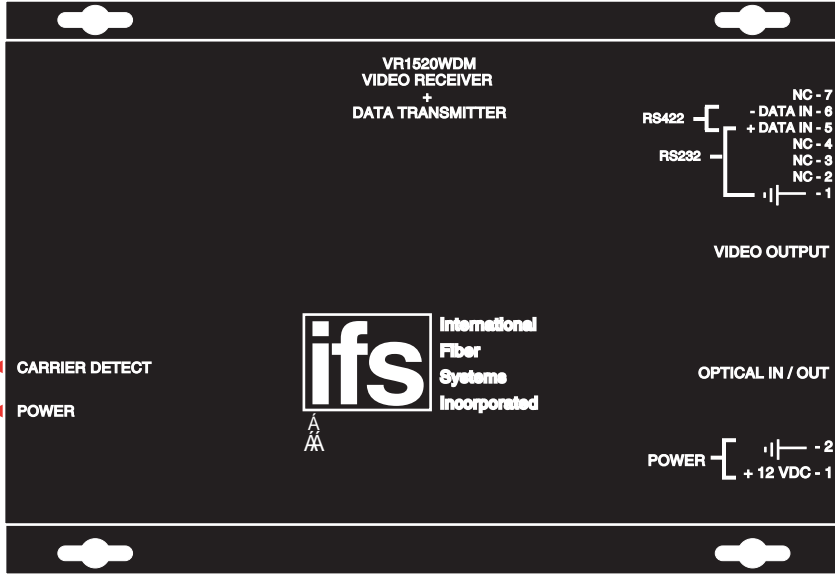 VR1520WDM
VIDEO RECEIVER
+
DATA TRANSMITTER
NC - 7
RS422
- DATA IN - 6
+ DATA IN - 5
NC - 4
RS232
NC - 3
NC - 2
- 1
VIDEO OUTPUT
ifs
International
Fiber
Systems
Incorporated
CARRIER DETECT
OPTICAL IN / OUT
POWER
Á
ÁÁ
- 2
POWER
+ 12 VDC - 1